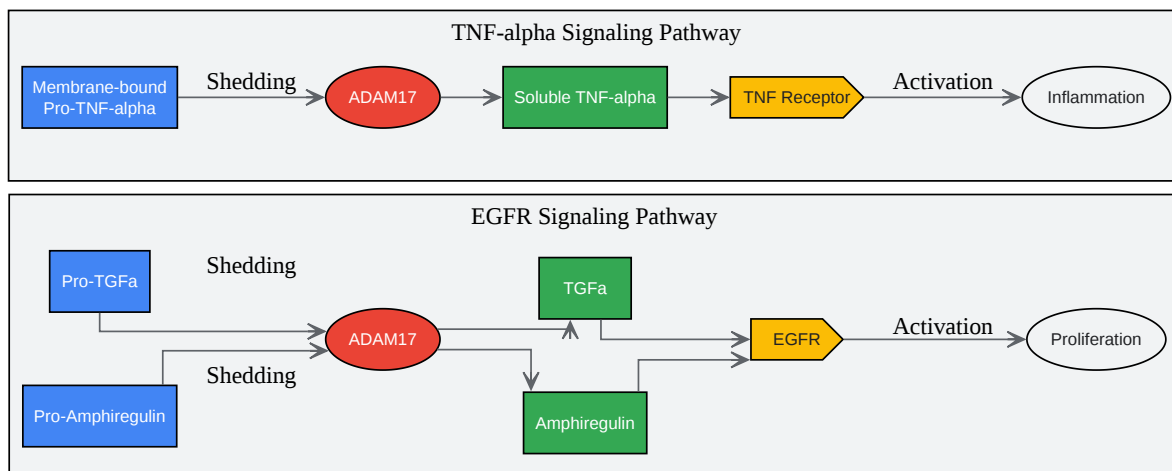 TNF-alpha Signaling Pathway
Membrane-bound
Pro-TNF-alpha
Shedding
ADAM17
Soluble TNF-alpha
TNF Receptor
Activation
Inflammation
EGFR Signaling Pathway
Pro-TGFa
Shedding
TGFa
ADAM17
EGFR
Activation
Proliferation
Shedding
Pro-Amphiregulin
Amphiregulin